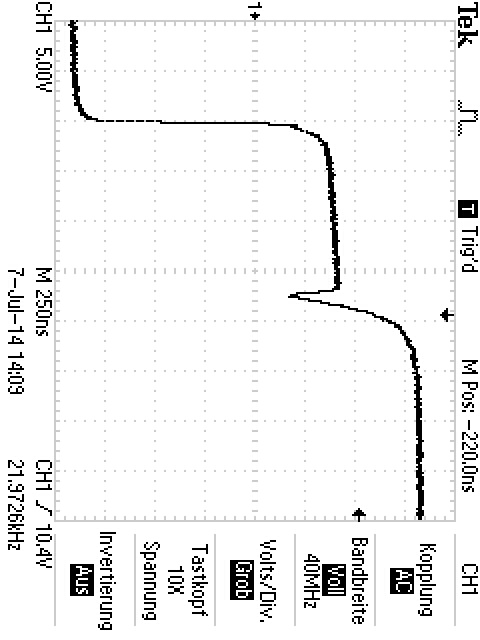 Tek
T Trig'd
M Pos: -220.0ns
CH1
Kopplung
AC
Bandbreite
Voll
40MHz
Volts/Div.
Grob
Tastkopf
10X
Spannung
Invertierung
Aus
1
CH1 5.00V
M 250ns
CH1 / 10.4V
7-Jul-14 14:09
21.9726kHz